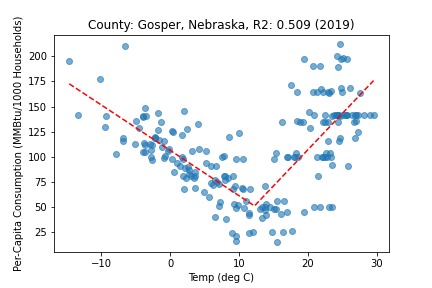 County: Gosper, Nebraska, R2: 0.509 (2019)
Per-Capita Consumption (MMBtu/1000 Households)
200
175
150
125
100
75
50
25
−10 0 10 20 30
Temp (deg C)